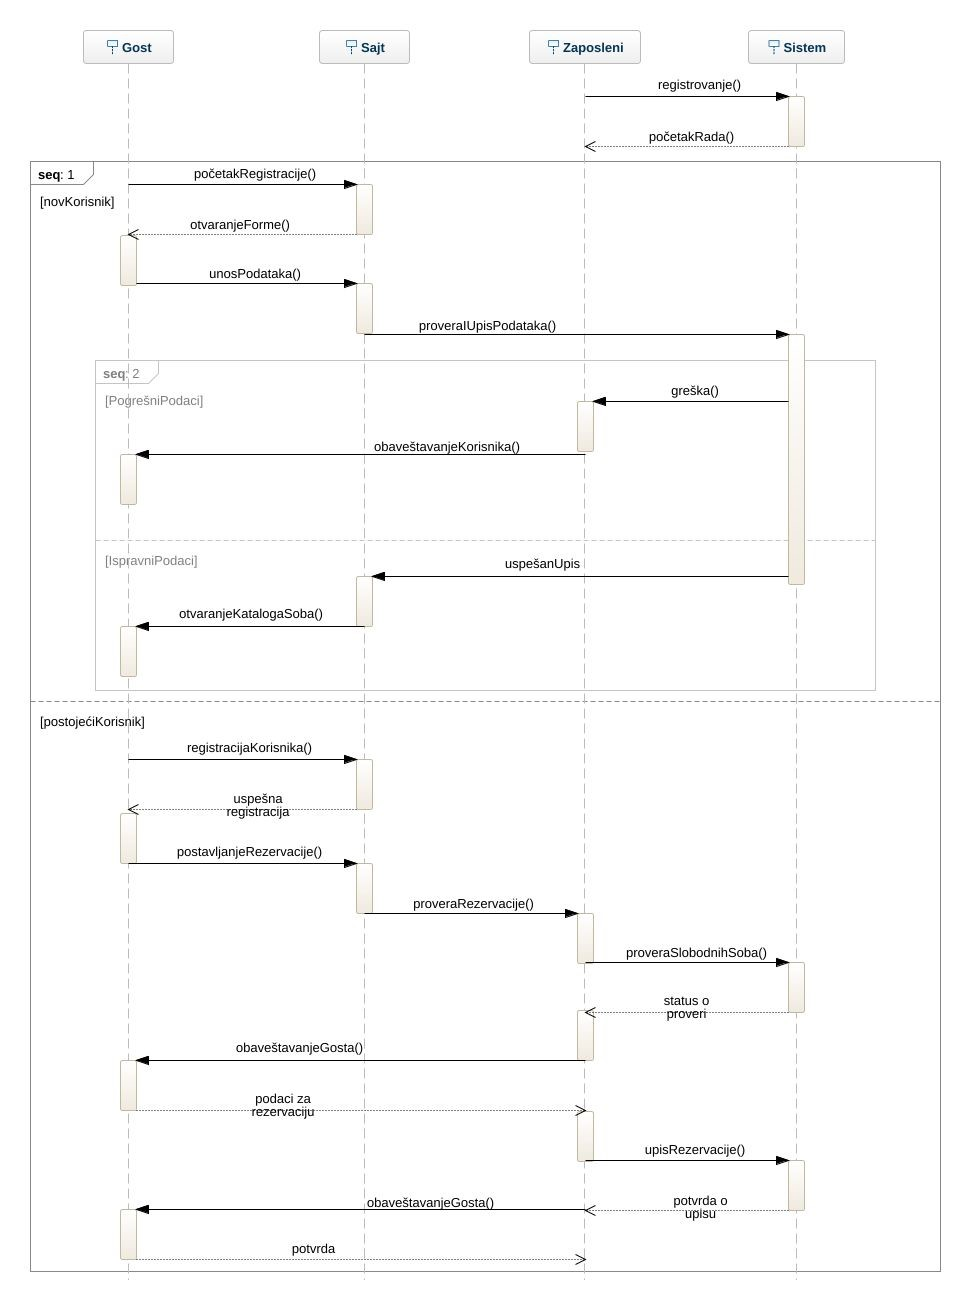 Gost
Sajt
Zaposleni
Sistem
registrovanje()
početakRada()
seq: 1
početakRegistracije()
[novKorisnik]
otvaranjeForme()
unosPodataka()
proveraIUpisPodataka()
seq: 2
greška()
[PogrešniPodaci]
obaveštavanjeKorisnika()
[IspravniPodaci]
uspešanUpis
otvaranjeKatalogaSoba()
[postojećiKorisnik]
registracijaKorisnika()
uspešna
registracija
postavljanjeRezervacije()
proveraRezervacije()
proveraSlobodnihSoba()
status o
proveri
obaveštavanjeGosta()
podaci za
rezervaciju
upisRezervacije()
obaveštavanjeGosta()
potvrda o
upisu
potvrda